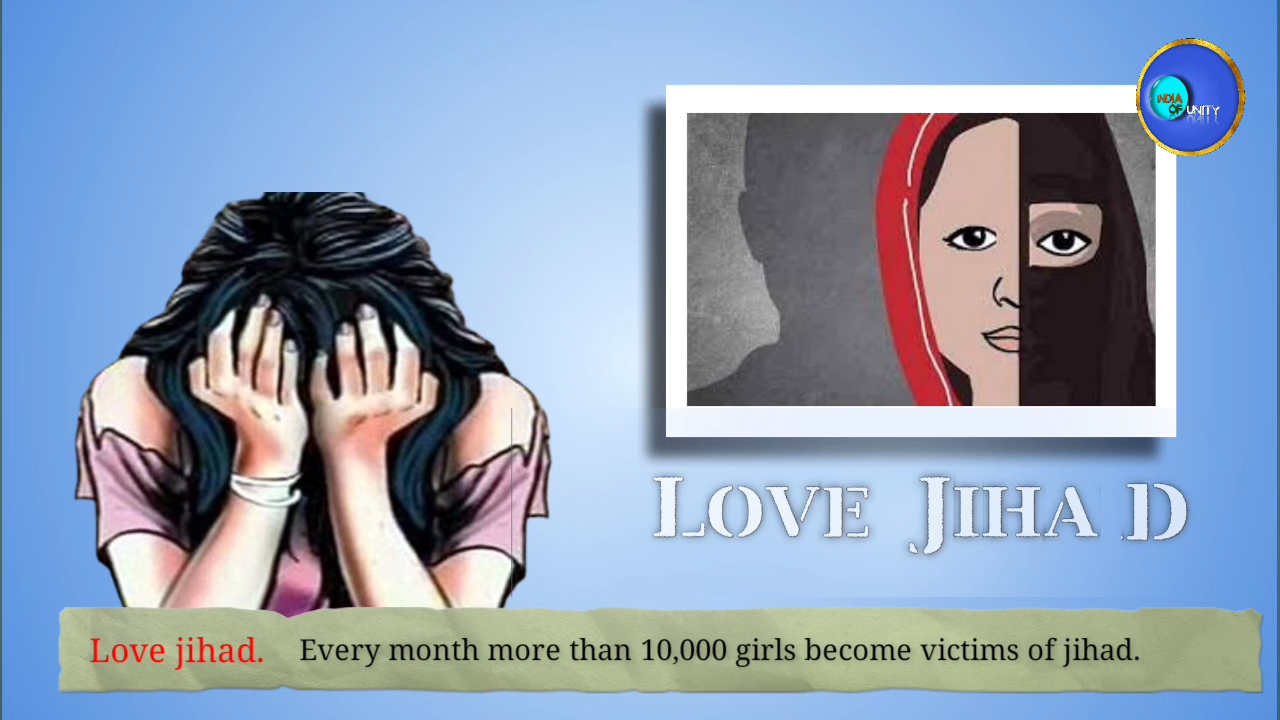 INDIA
OF UNITY
LOVE JIHAD
Love jihad. Every month more than 10,000 girls become victims of jihad.